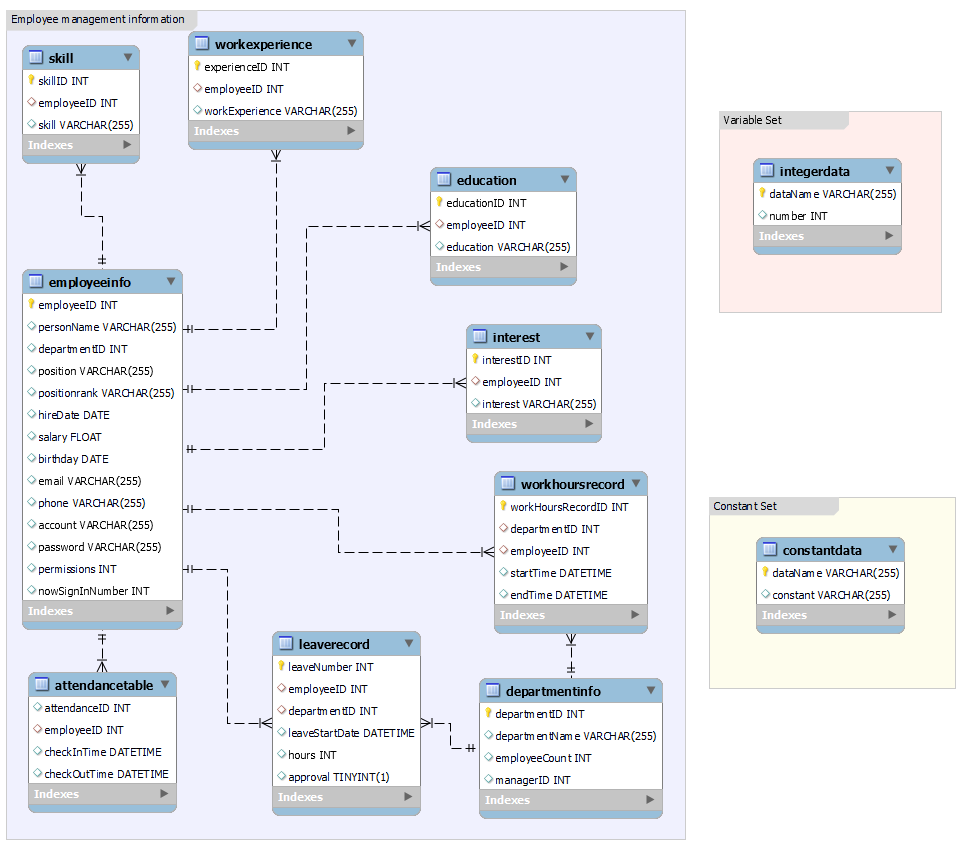 Employee management information
skill
skillID INT
employeeID INT
skill VARCHAR(255)
Indexes
workexperience
experienceID INT
employeeID INT
workExperience VARCHAR(255)
Indexes
education
educationID INT
employeeID INT
education VARCHAR(255)
Indexes
employeeinfo
employeeID INT
personName VARCHAR(255)
departmentID INT
position VARCHAR(255)
positionrank VARCHAR(255)
hireDate DATE
salary FLOAT
birthday DATE
email VARCHAR(255)
phone VARCHAR(255)
account VARCHAR(255)
password VARCHAR(255)
permissions INT
nowSignInNumber INT
Indexes
interest
interestID INT
employeeID INT
interest VARCHAR(255)
Indexes
workhoursrecord
workHoursRecordID INT
departmentID INT
employeeID INT
startTime DATETIME
endTime DATETIME
Indexes
attendancetable
attendanceID INT
employeeID INT
checkInTime DATETIME
checkOutTime DATETIME
Indexes
leaverecord
leaveNumber INT
employeeID INT
departmentID INT
leaveStartDate DATETIME
hours INT
approval TINYINT(1)
Indexes
departmentinfo
departmentID INT
departmentName VARCHAR(255)
employeeCount INT
managerID INT
Indexes
Variable Set
integerdata
dataName VARCHAR(255)
number INT
Indexes
Constant Set
constantdata
dataName VARCHAR(255)
constant VARCHAR(255)
Indexes